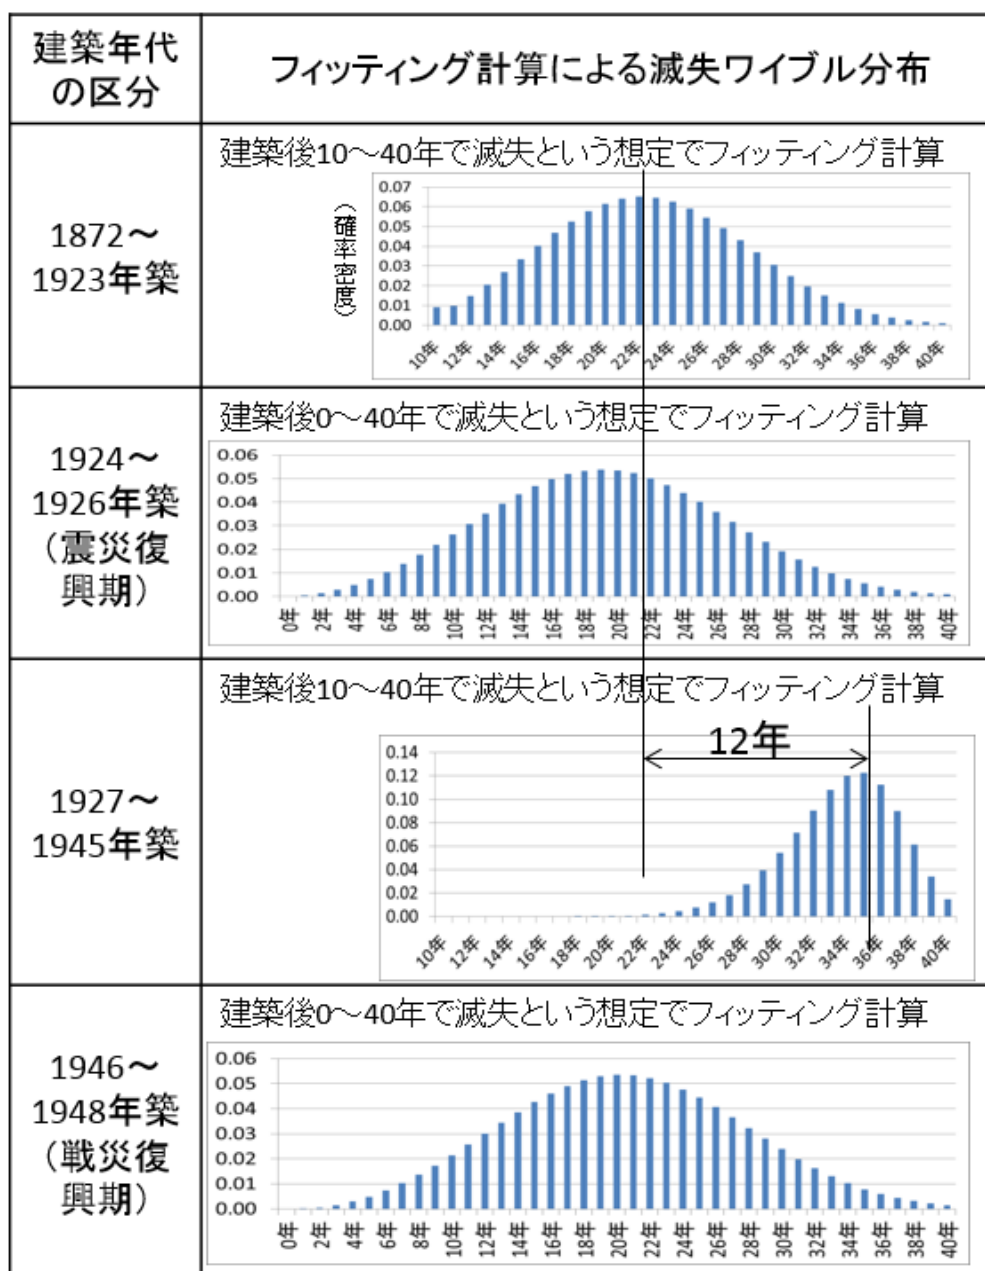 建築年代
の区分
フィッティング計算による滅失ワイブル分布
1872～
1923年築
建築後10～40年で滅失という想定でフィッティング計算
（確率密度）
0.07
0.06
0.05
0.04
0.03
0.02
0.01
0.00
10年 12年 14年 16年 18年 20年 22年 24年 26年 28年 30年 32年 34年 36年 38年 40年
1924～
1926年築
（震災復
興期）
建築後0～40年で滅失という想定でフィッティング計算
0.06
0.05
0.04
0.03
0.02
0.01
0.00
0年 2年 4年 6年 8年 10年 12年 14年 16年 18年 20年 22年 24年 26年 28年 30年 32年 34年 36年 38年 40年
1927～
1945年築
建築後10～40年で滅失という想定でフィッティング計算
12年
0.14
0.12
0.10
0.08
0.06
0.04
0.02
0.00
10年 12年 14年 16年 18年 20年 22年 24年 26年 28年 30年 32年 34年 36年 38年 40年
1946～
1948年築
（戦災復
興期）
建築後0～40年で滅失という想定でフィッティング計算
0.06
0.05
0.04
0.03
0.02
0.01
0.00
0年 2年 4年 6年 8年 10年 12年 14年 16年 18年 20年 22年 24年 26年 28年 30年 32年 34年 36年 38年 40年